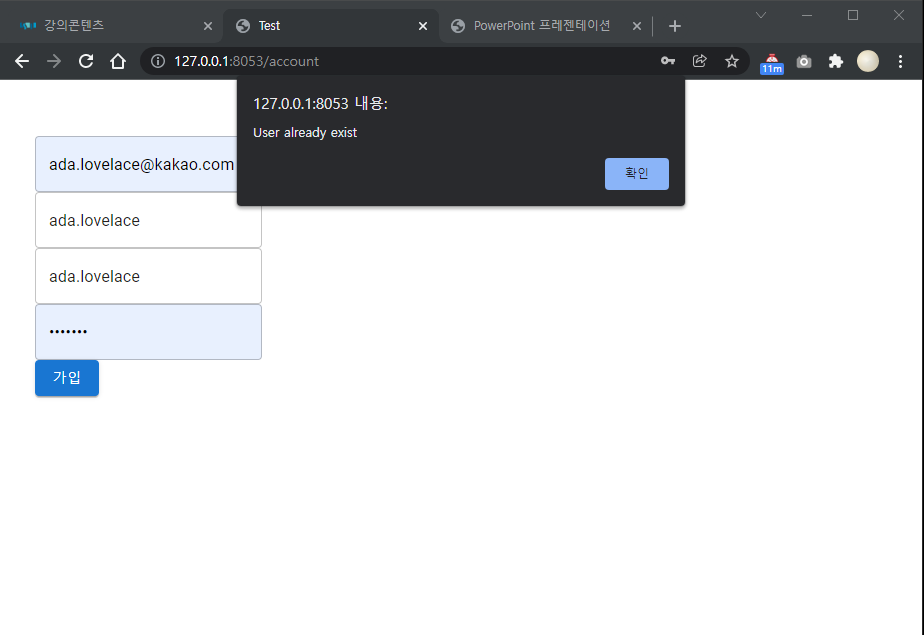 강의콘텐츠
Test
PowerPoint 프레젠테이션
127.0.0.1:8053/account
11m
127.0.0.1:8053 내용:
User already exist
확인
ada.lovelace@kakao.com
ada.lovelace
ada.lovelace
•••••••
가입